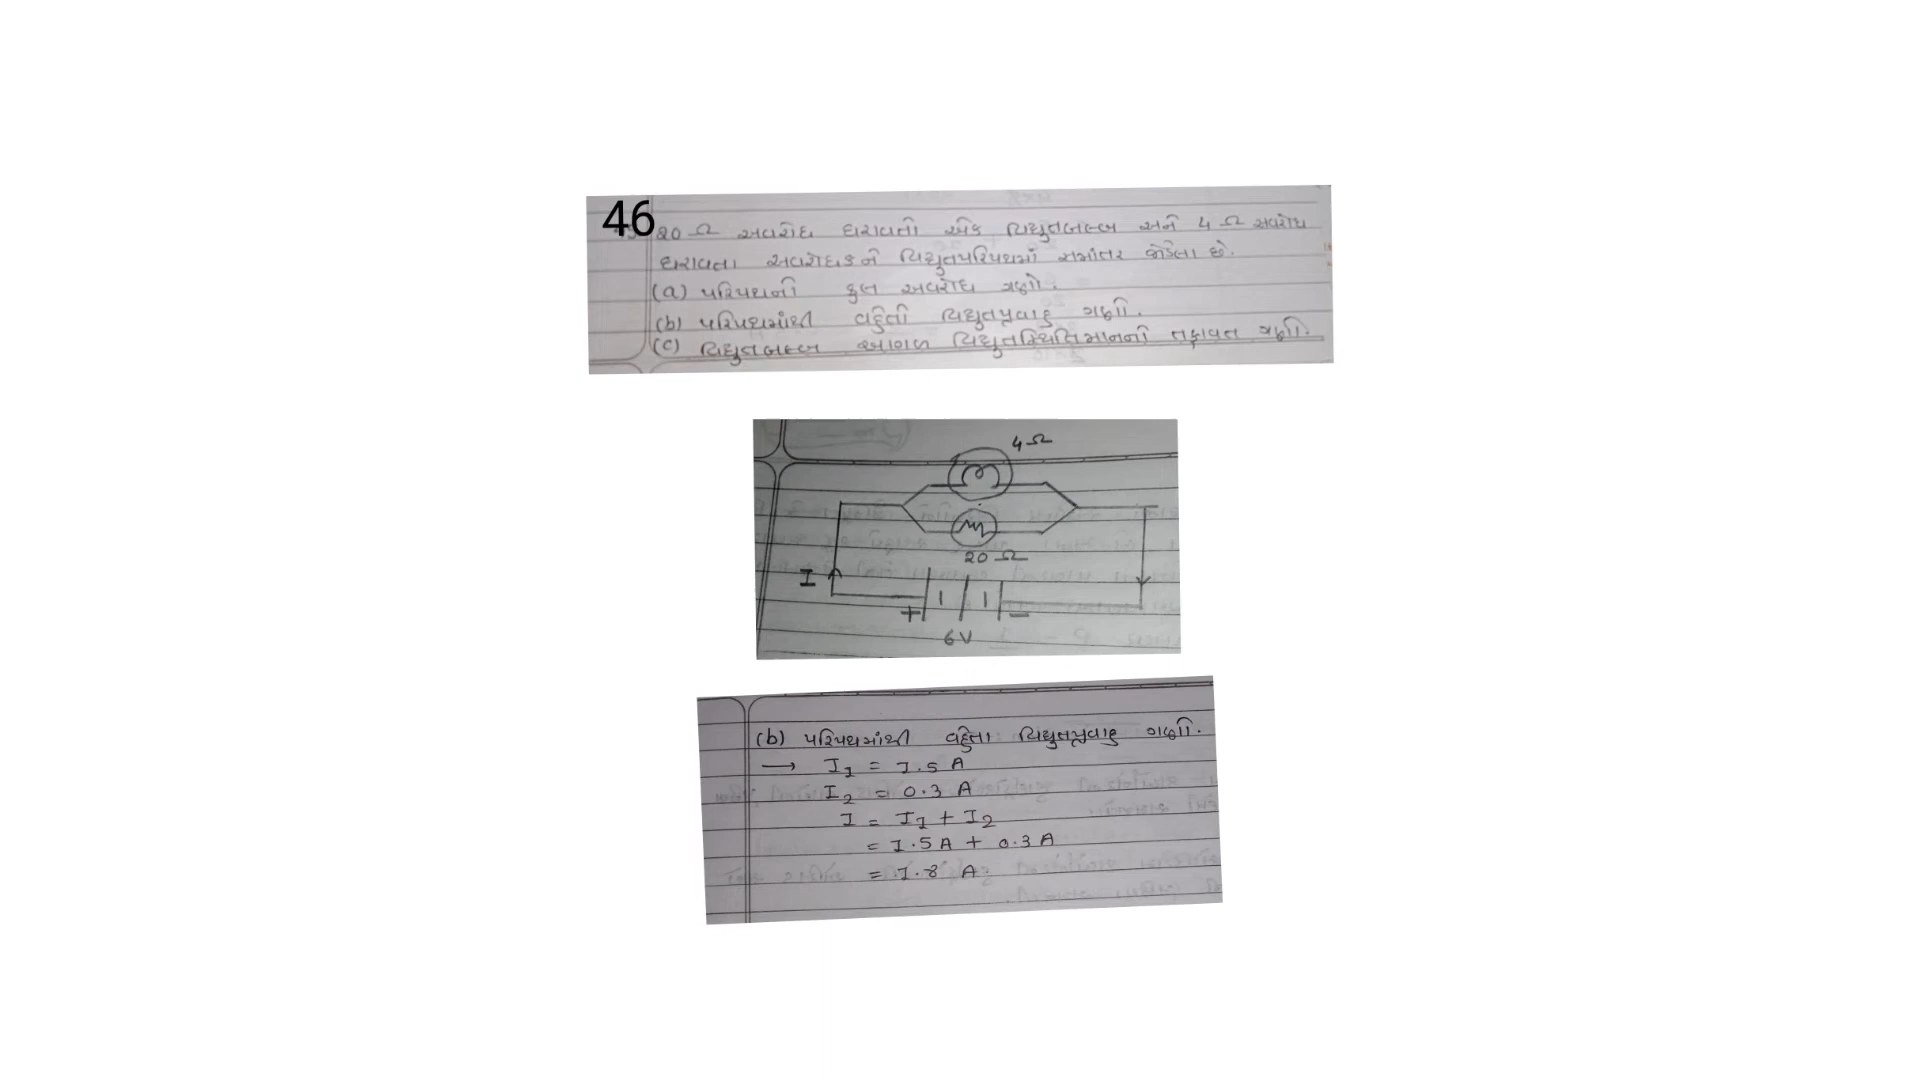 46
20 Ω અવરોધ ધરાવતો એક વિદ્યુતબલ્બ અને 4 Ω અવરોધ
ધરાવતા અવરોધકને વિદ્યુતપરિપથમાં સમાંતર જોડેલા છે.
(a) પરિપથનો કુલ અવરોધ ગણો.
(b) પરિપથમાંથી વહેતો વિદ્યુતપ્રવાહ ગણો.
(c) વિદ્યુતબલ્બ આગળ વિદ્યુતસ્થિતિમાનનો તફાવત ગણો.
4 Ω
20 Ω
I
+ −
6V
(b) પરિપથમાંથી વહેતા વિદ્યુતપ્રવાહ ગણો.
→ I₁ = 1.5 A
I₂ = 0.3 A
I = I₁ + I₂
= 1.5 A + 0.3 A
= 1.8 A